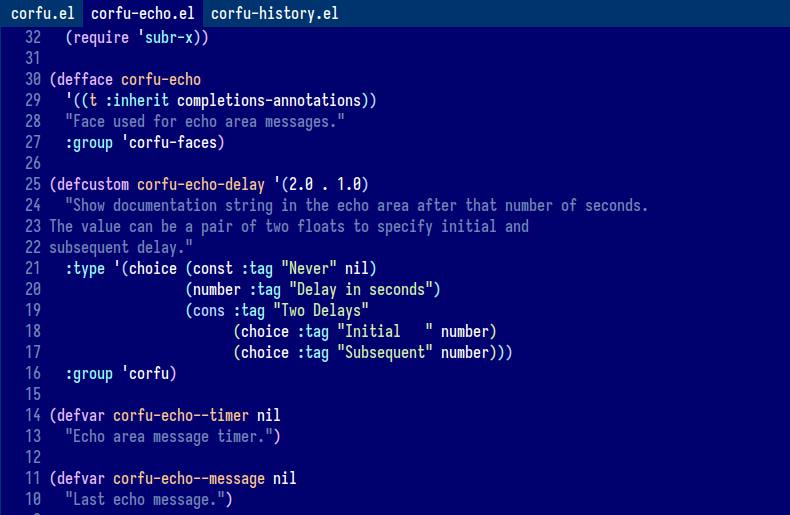 corfu.el corfu-echo.el corfu-history.el
32   (require 'subr-x))
31
30 (defface corfu-echo
29   '((t :inherit completions-annotations))
28   "Face used for echo area messages."
27   :group 'corfu-faces)
26
25 (defcustom corfu-echo-delay '(2.0 . 1.0)
24   "Show documentation string in the echo area after that number of seconds.
23 The value can be a pair of two floats to specify initial and
22 subsequent delay."
21   :type '(choice (const :tag "Never" nil)
20                  (number :tag "Delay in seconds")
19                  (cons :tag "Two Delays"
18                        (choice :tag "Initial   " number)
17                        (choice :tag "Subsequent" number)))
16   :group 'corfu)
15
14 (defvar corfu-echo--timer nil
13   "Echo area message timer.")
12
11 (defvar corfu-echo--message nil
10   "Last echo message.")